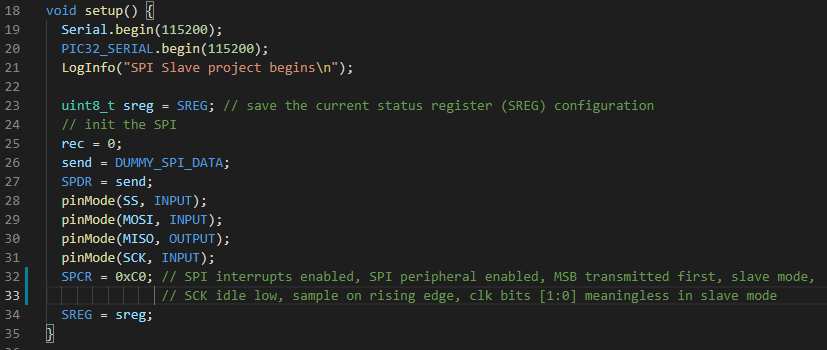 18 void setup() {
19 Serial.begin(115200);
20 PIC32_SERIAL.begin(115200);
21 LogInfo("SPI Slave project begins\n");
22
23 uint8_t sreg = SREG; // save the current status register (SREG) configuration
24 // init the SPI
25 rec = 0;
26 send = DUMMY_SPI_DATA;
27 SPDR = send;
28 pinMode(SS, INPUT);
29 pinMode(MOSI, INPUT);
30 pinMode(MISO, OUTPUT);
31 pinMode(SCK, INPUT);
32 SPCR = 0xC0; // SPI interrupts enabled, SPI peripheral enabled, MSB transmitted first, slave mode,
33 // SCK idle low, sample on rising edge, clk bits [1:0] meaningless in slave mode
34 SREG = sreg;
35 }